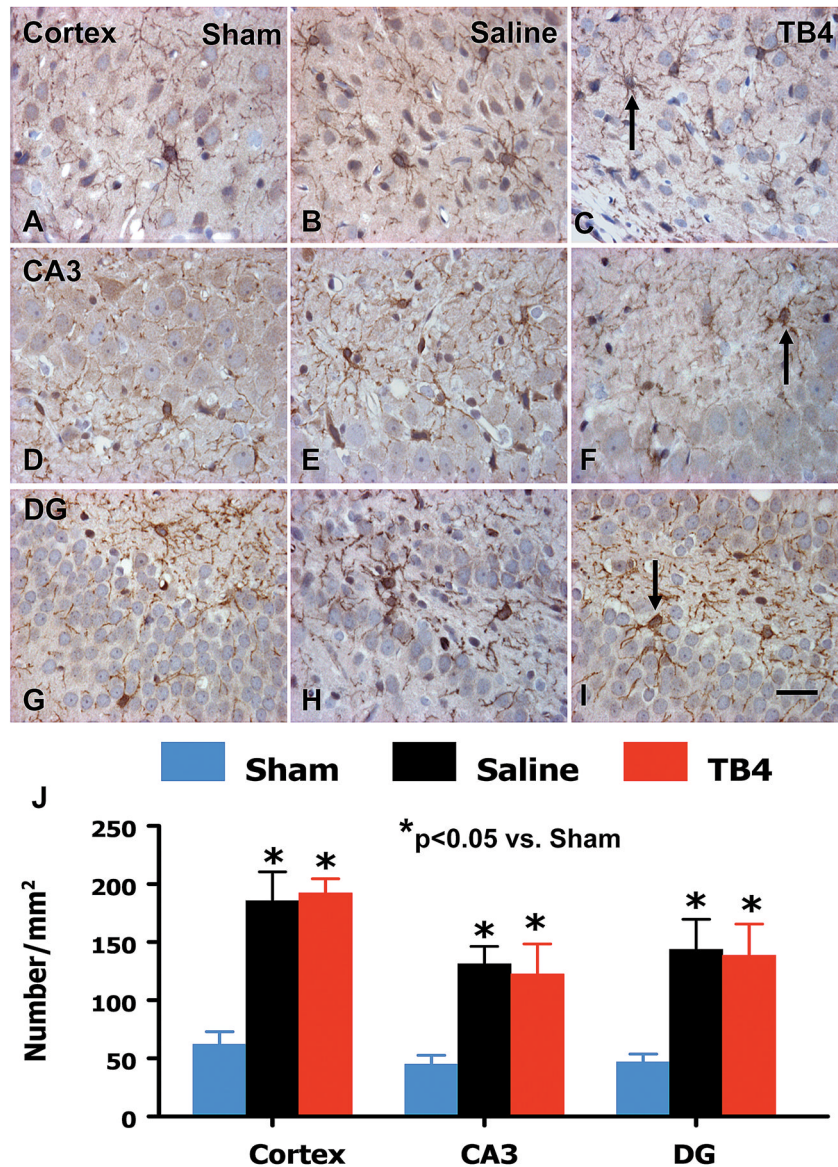 Cortex Sham Saline TB4
A B C
CA3
D E F
DG
G H I
Sham Saline TB4
J
*p<0.05 vs. Sham
Number/mm²
250
200
150
100
50
0
* * * * * *
Cortex CA3 DG